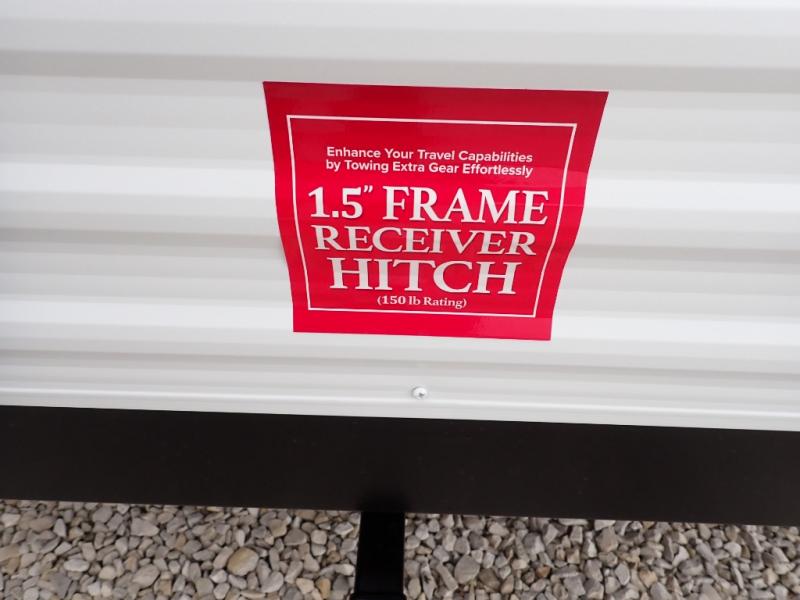 Enhance Your Travel Capabilities
by Towing Extra Gear Effortlessly
1.5" FRAME
RECEIVER
HITCH
(150 lb Rating)